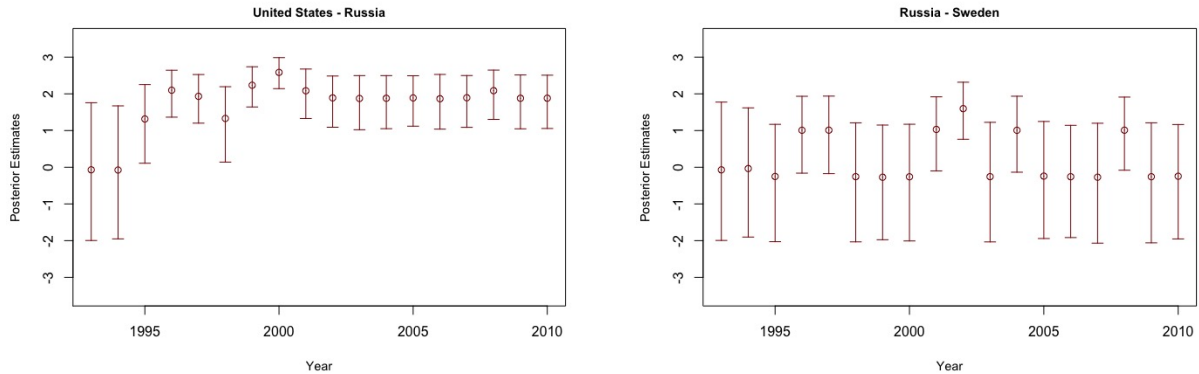 United States - Russia
Posterior Estimates
3
2
1
0
-1
-2
-3
1995 2000 2005 2010
Year
Russia - Sweden
Posterior Estimates
3
2
1
0
-1
-2
-3
1995 2000 2005 2010
Year